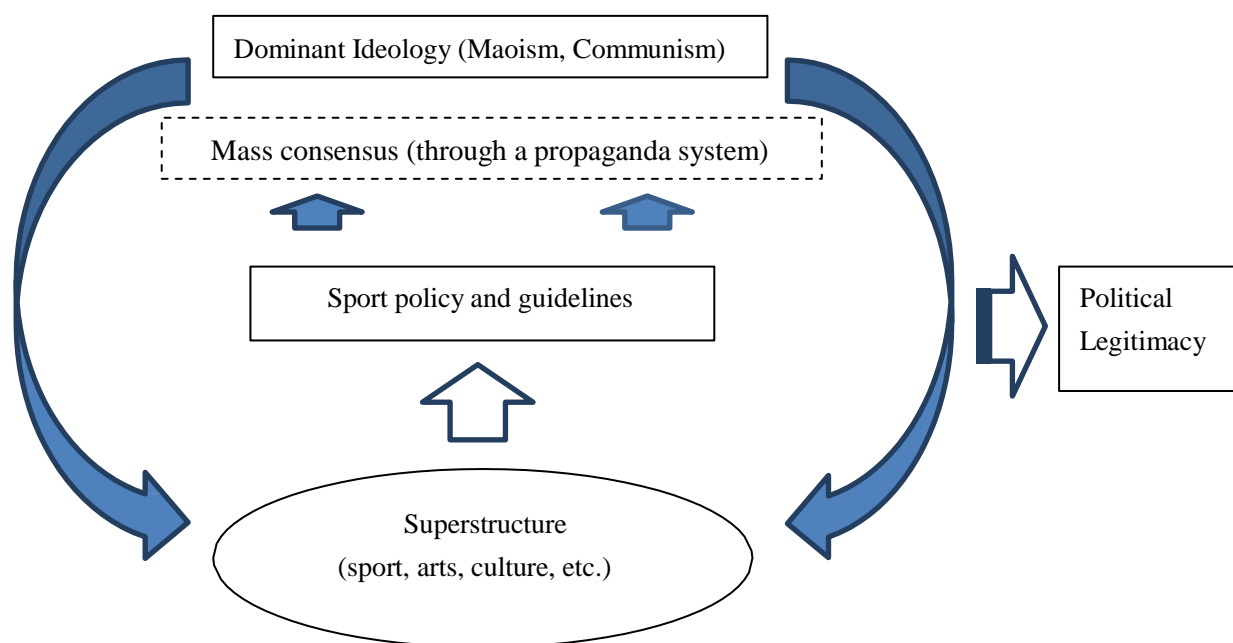 Dominant Ideology (Maoism, Communism)
Mass consensus (through a propaganda system)
Sport policy and guidelines
Political
Legitimacy
Superstructure
(sport, arts, culture, etc.)